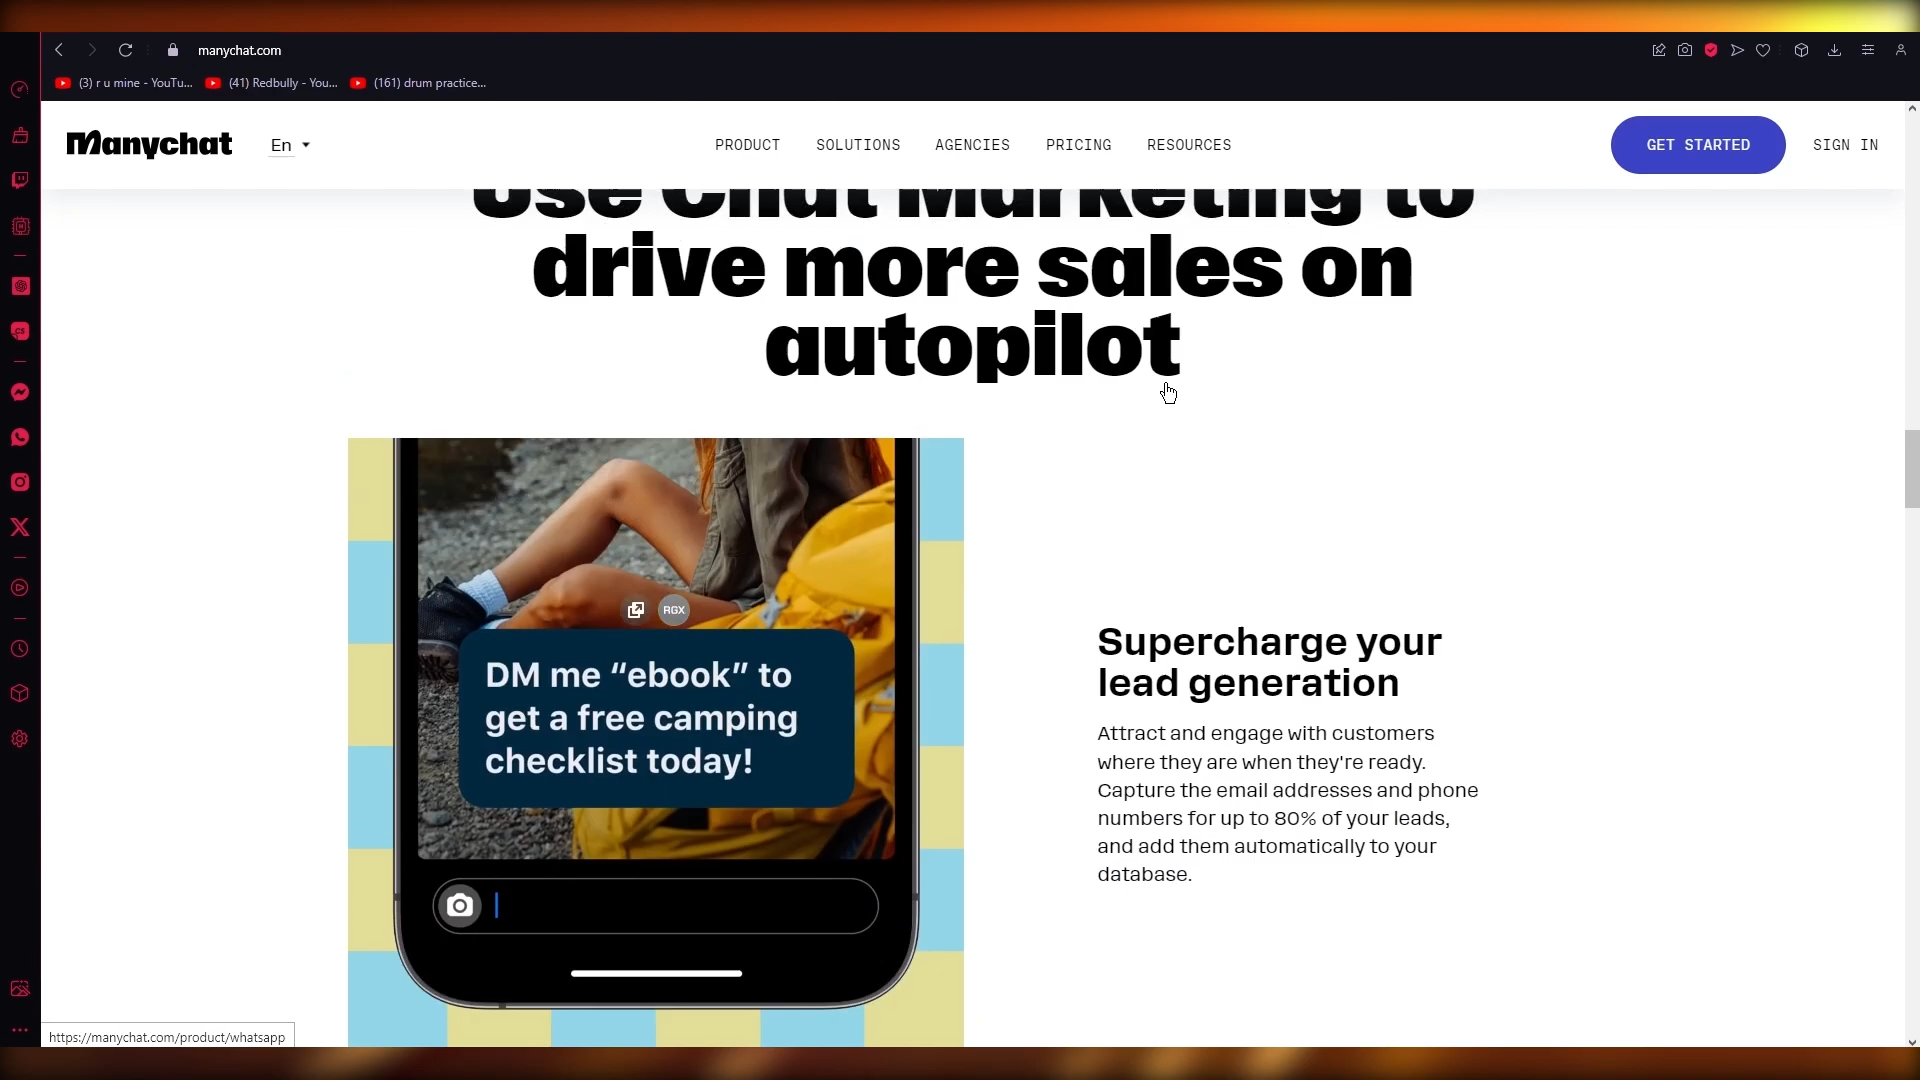 manychat.com
(3) r u mine - YouTu...
(41) Redbully - You...
(161) drum practice...
Manychat
En
PRODUCT
SOLUTIONS
AGENCIES
PRICING
RESOURCES
GET STARTED
SIGN IN
Use Chat Marketing to
drive more sales on
autopilot
RGX
DM me “ebook” to
get a free camping
checklist today!
Supercharge your
lead generation
Attract and engage with customers
where they are when they're ready.
Capture the email addresses and phone
numbers for up to 80% of your leads,
and add them automatically to your
database.
https://manychat.com/product/whatsapp